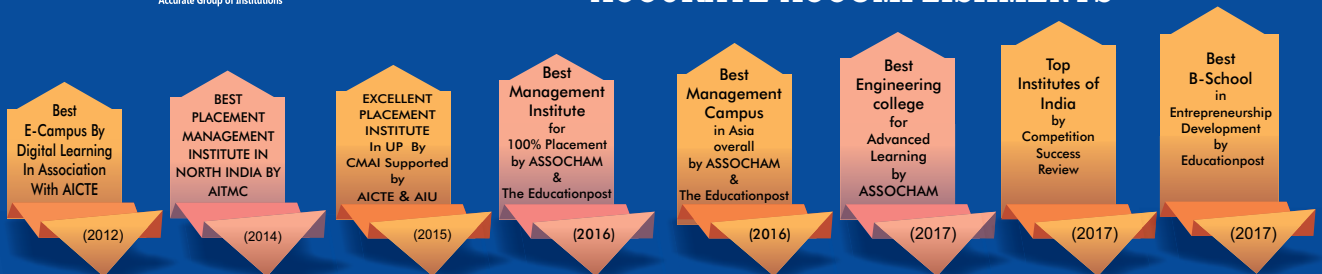 Accurate Group of Institutions
ACCURATE ACCOMPLISHMENTS
Best
E-Campus By
Digital Learning
In Association
With AICTE
(2012)
BEST
PLACEMENT
MANAGEMENT
INSTITUTE IN
NORTH INDIA BY
AITMC
(2014)
EXCELLENT
PLACEMENT
INSTITUTE
In UP By
CMAI Supported
by
AICTE & AIU
(2015)
Best
Management
Institute
for
100% Placement
by ASSOCHAM
&
The Educationpost
(2016)
Best
Management
Campus
in Asia
overall
by ASSOCHAM
&
The Educationpost
(2016)
Best
Engineering
college
for
Advanced
Learning
by
ASSOCHAM
(2017)
Top
Institutes of
India
by
Competition
Success
Review
(2017)
Best
B-School
in
Entrepreneurship
Development
by
Educationpost
(2017)